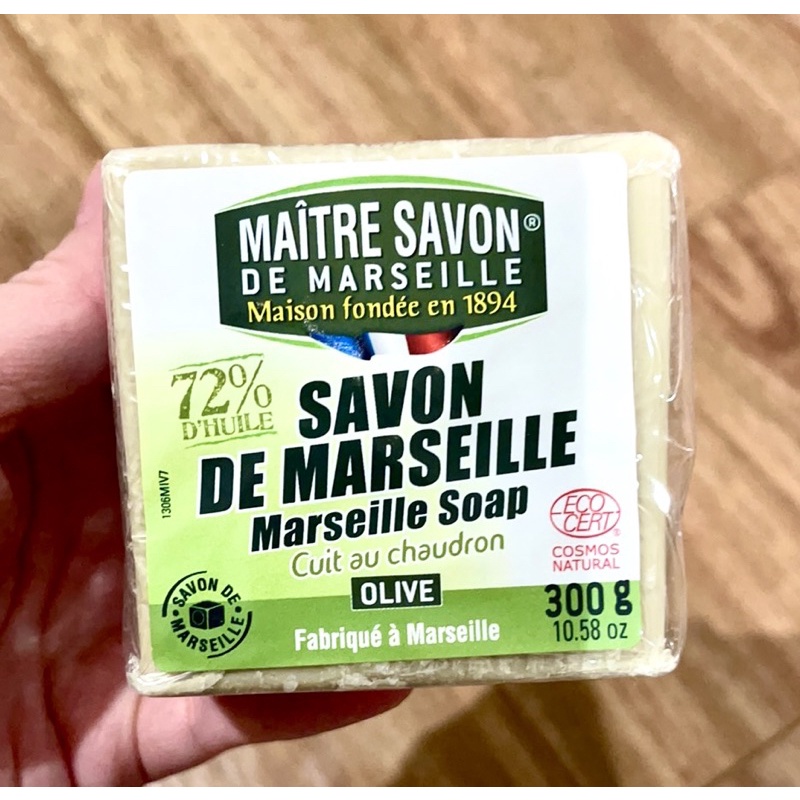 MAÎTRE SAVON®
DE MARSEILLE
Maison fondée en 1894
72%
D'HUILE
SAVON
DE MARSEILLE
Marseille Soap
Cuit au chaudron
OLIVE
1306MIV7
ECO
CERT®
COSMOS
NATURAL
SAVON DE
MARSEILLE
Fabriqué à Marseille
300 g
10.58 oz